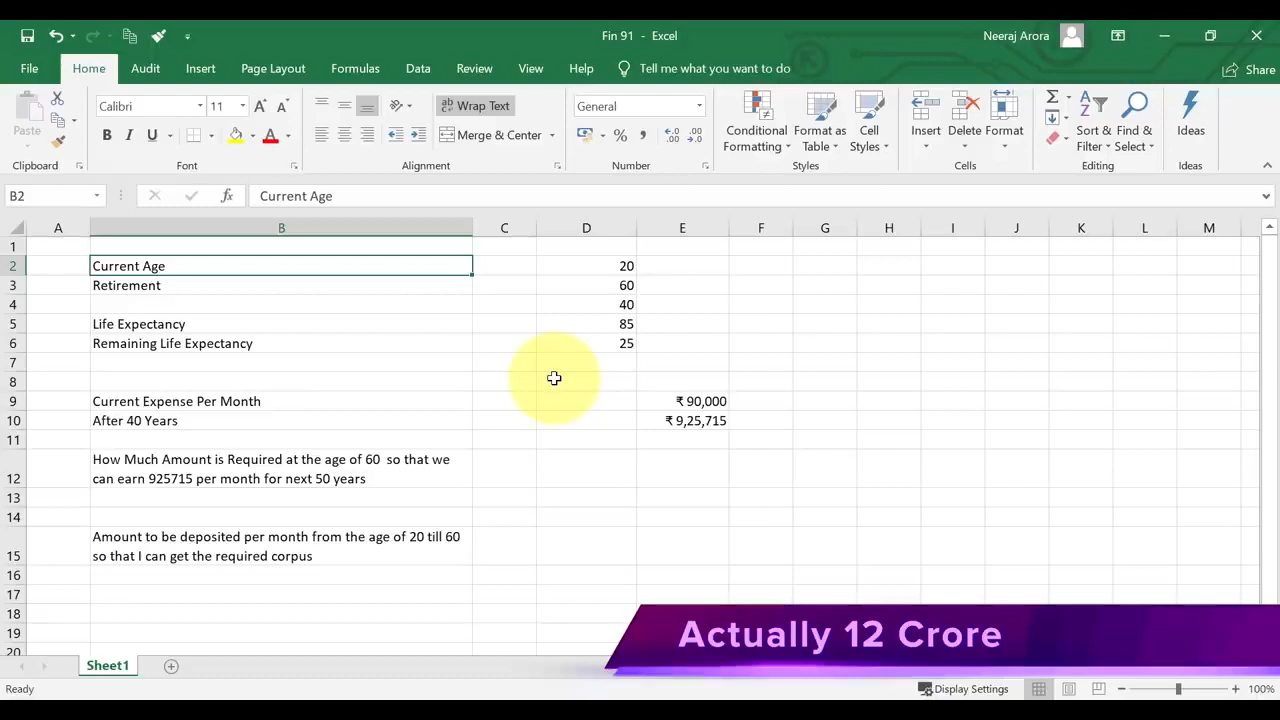 Fin 91 - Excel
Neeraj Arora
File Home Audit Insert Page Layout Formulas Data Review View Help Tell me what you want to do Share
Paste
Calibri 11
B I U
ab Wrap Text
Merge & Center
General
% ,
Conditional Formatting
Format as Table
Cell Styles
Insert
Delete
Format
Sort & Filter
Find & Select
Ideas
Clipboard Font Alignment Number Styles Cells Editing Ideas
B2 fx Current Age
A B C D E F G H I J K L M
1
2 Current Age 20
3 Retirement 60
4 40
5 Life Expectancy 85
6 Remaining Life Expectancy 25
7
8
9 Current Expense Per Month ₹ 90,000
10 After 40 Years ₹ 9,25,715
11
How Much Amount is Required at the age of 60 so that we
12 can earn 925715 per month for next 50 years
13
14
Amount to be deposited per month from the age of 20 till 60
15 so that I can get the required corpus
16
17
18
19
20
Actually 12 Crore
Sheet1
Ready Display Settings 100%